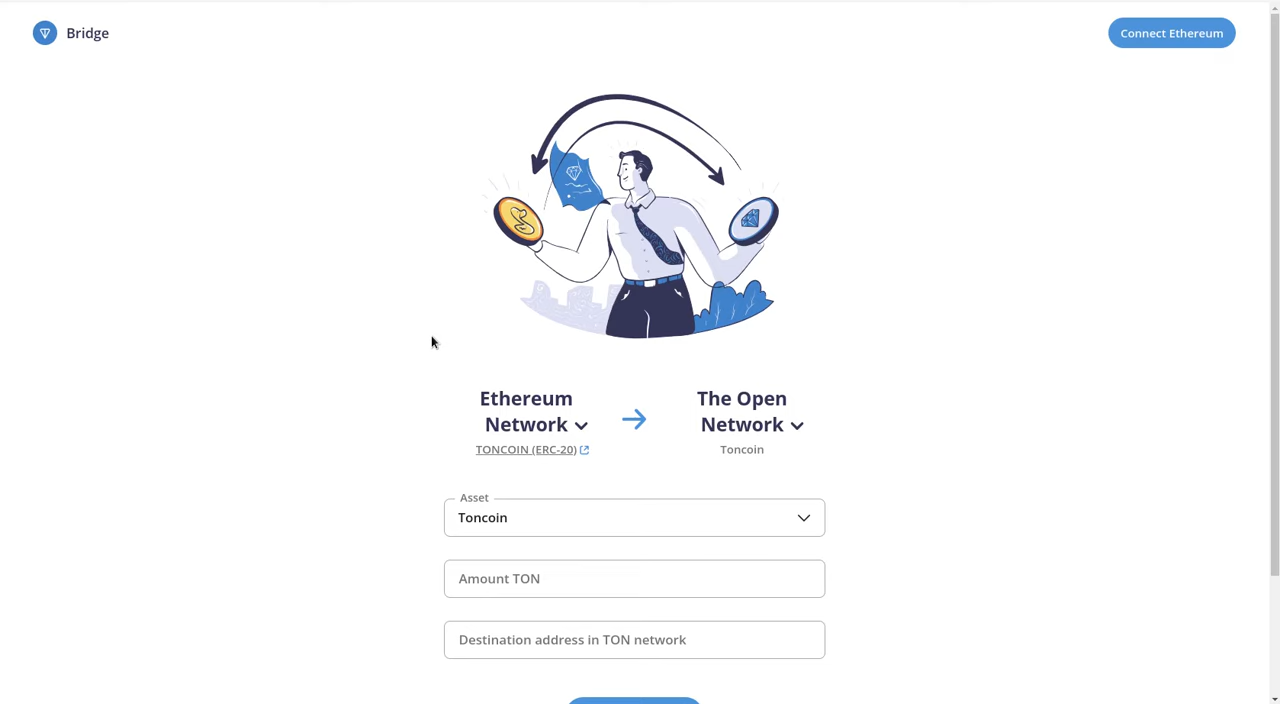 Bridge
Connect Ethereum
Ethereum
Network
TONCOIN (ERC-20)
The Open
Network
Toncoin
Asset
Toncoin
Amount TON
Destination address in TON network